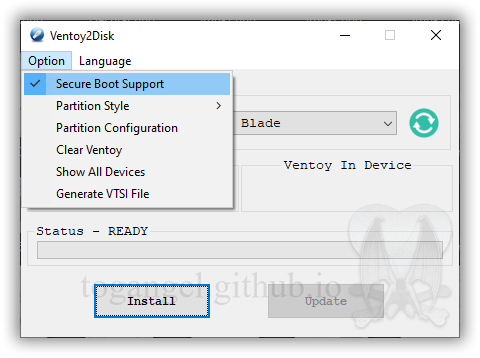 Ventoy2Disk
Option Language
Secure Boot Support
Partition Style
Partition Configuration
Clear Ventoy
Show All Devices
Generate VTSI File
Blade
Ventoy In Device
Status - READY
togangel.github.io
Install
Update